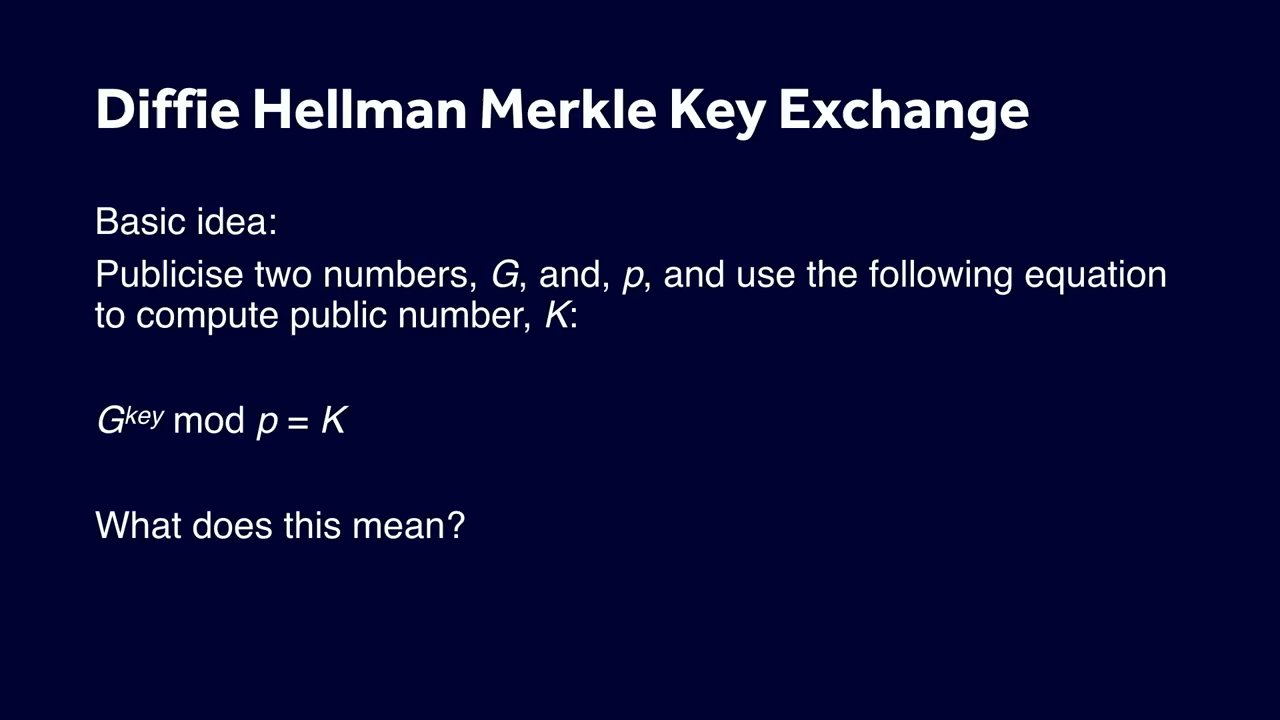 Diffie Hellman Merkle Key Exchange
Basic idea:
Publicise two numbers, G, and, p, and use the following equation
to compute public number, K:
G^key mod p = K
What does this mean?